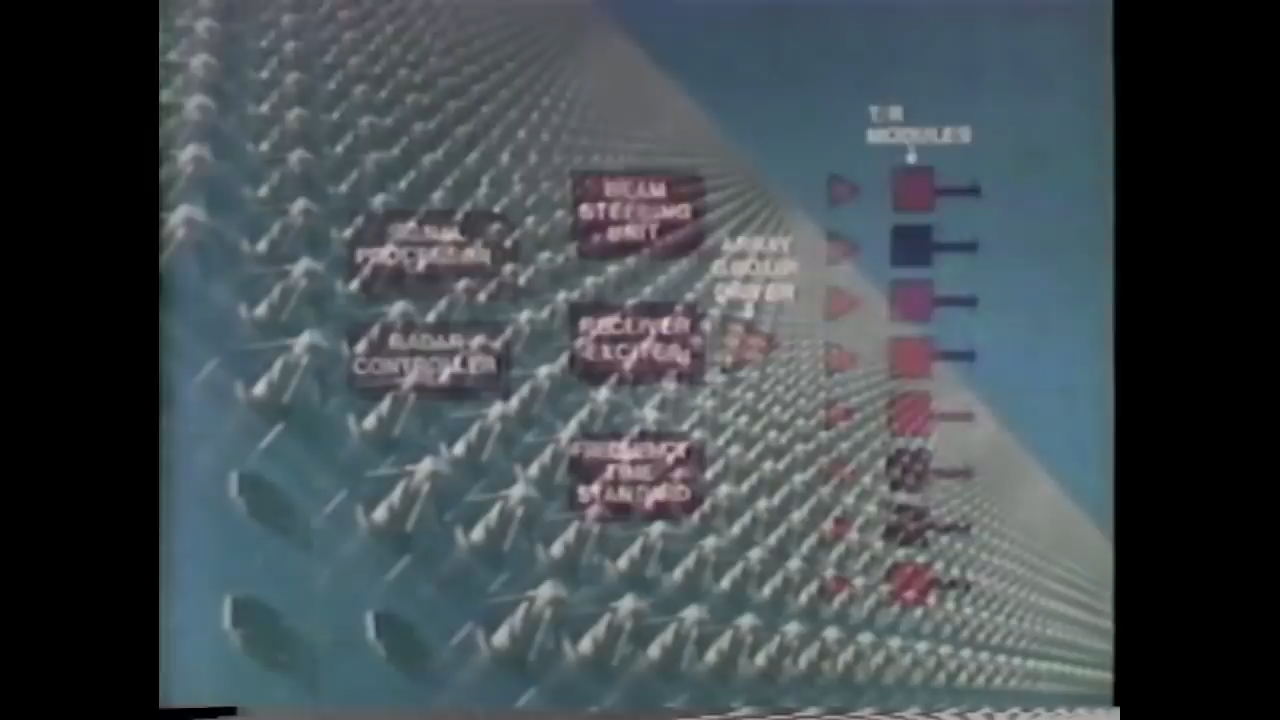 T/R
MODULES
BEAM
STEERING
UNIT
SIGNAL
PROCESSOR
ARRAY
GROUP
DRIVER
RECEIVER
EXCITER
RADAR
CONTROLLER
FREQUENCY
TIME
STANDARD